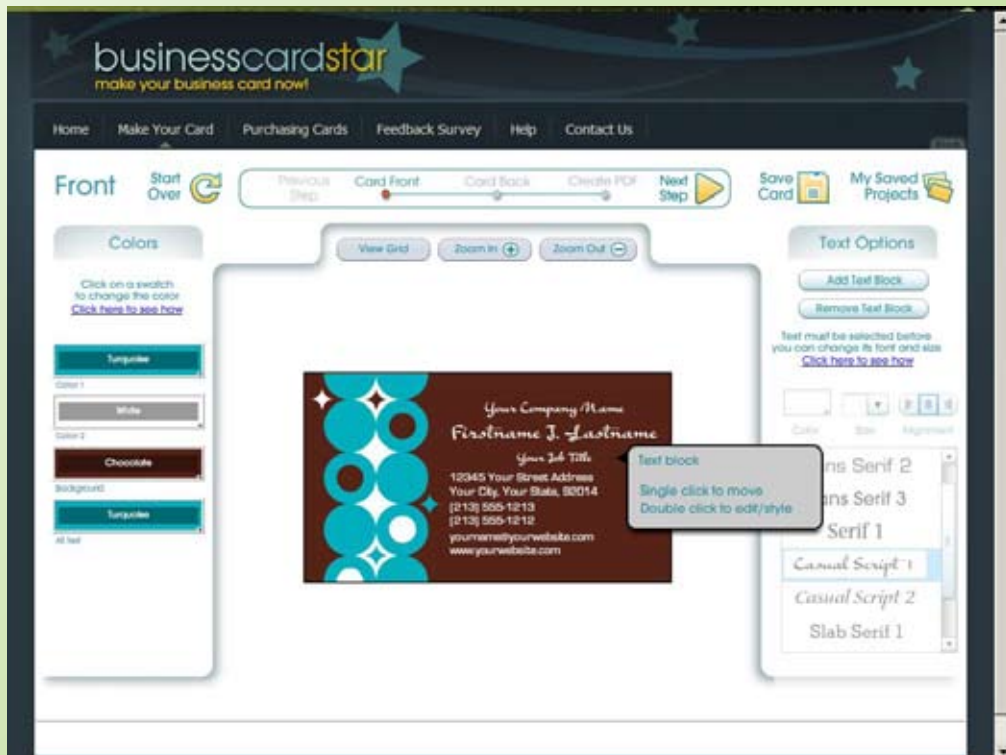 businesscardstar
make your business card now!
Home Make Your Card Purchasing Cards Feedback Survey Help Contact Us
Front
Start Over
Previous Step
Card Front
Card Back
Create PDF
Next Step
Save Card
My Saved Projects
Colors
Click on a swatch
to change the color
Click here to see how
Turquoise
Color 1
White
Color 2
Chocolate
Background
Turquoise
Alt text
View Grid
Zoom In
Zoom Out
Your Company Name
Firstname J. Lastname
Your Job Title
12345 Your Street Address
Your City, Your State, 92014
(213) 555-1213
(213) 555-1212
yourname@yourwebsite.com
www.yourwebsite.com
Text block
Single click to move
Double click to edit/style
Text Options
Add Text Block
Remove Text Block
Text must be selected before
you can change its font and size
Click here to see how
Color Size Alignment
Serif 2
Serif 3
Serif 1
Casual Script 1
Casual Script 2
Slab Serif 1